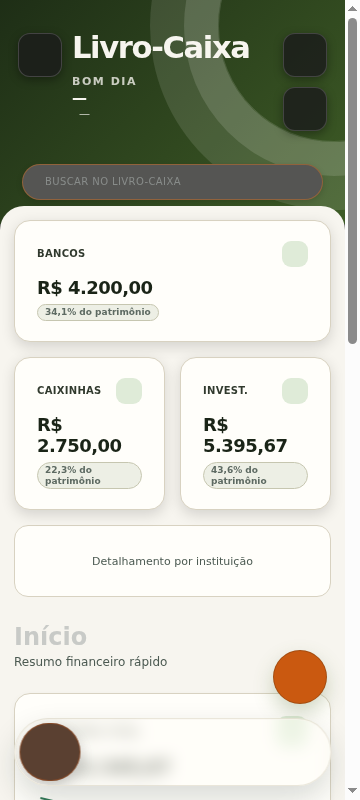 Livro-Caixa
BOM DIA
—
—
BUSCAR NO LIVRO-CAIXA
BANCOS
R$ 4.200,00
34,1% do patrimônio
CAIXINHAS
R$
2.750,00
22,3% do
patrimônio
INVEST.
R$
5.395,67
43,6% do
patrimônio
Detalhamento por instituição
Início
Resumo financeiro rápido